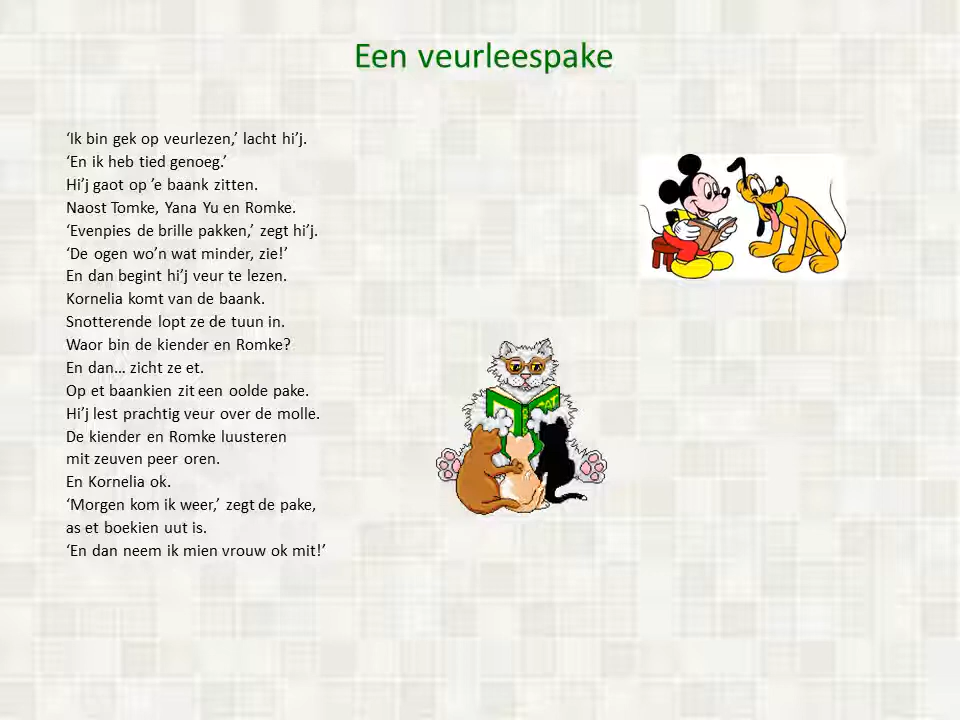 Een veurleespake
‘Ik bin gek op veurlezen,’ lacht hi’j.
‘En ik heb tied genoeg.’
Hi’j gaot op ’e baank zitten.
Naost Tomke, Yana Yu en Romke.
‘Evenpies de brille pakken,’ zegt hi’j.
‘De ogen wo’n wat minder, zie!’
En dan begint hi’j veur te lezen.
Kornelia komt van de baank.
Snotterende lopt ze de tuun in.
Waor bin de kiender en Romke?
En dan… zicht ze et.
Op et baankien zit een oolde pake.
Hi’j lest prachtig veur over de molle.
De kiender en Romke luusteren
mit zeuven peer oren.
En Kornelia ok.
‘Morgen kom ik weer,’ zegt de pake,
as et boekien uut is.
‘En dan neem ik mien vrouw ok mit!’
CAT